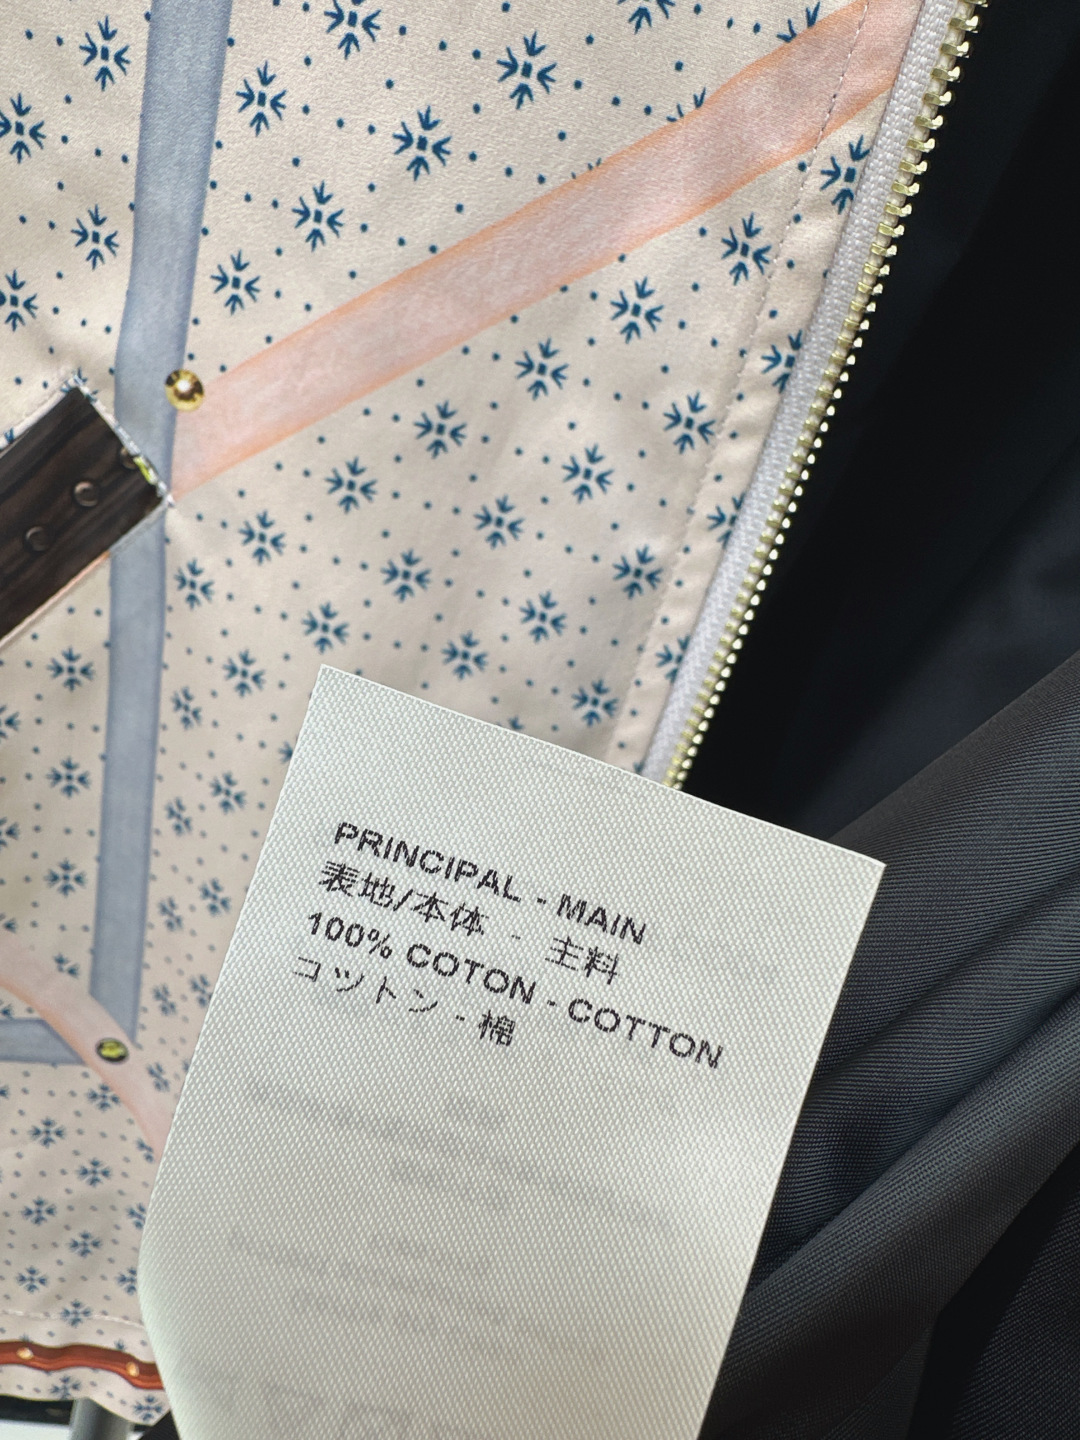 PRINCIPAL - MAIN
表地/本体 - 主料
100% COTON - COTTON
コットン - 棉